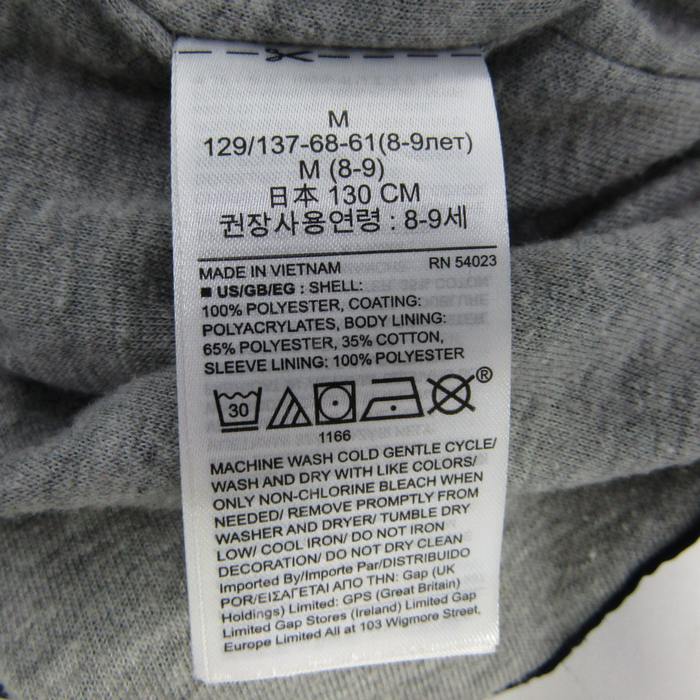 M
129/137-68-61(8-9лет)
M (8-9)
日本 130 CM
권장사용연령 : 8-9세
MADE IN VIETNAM RN 54023
■ US/GB/EG : SHELL:
100% POLYESTER, COATING:
POLYACRYLATES, BODY LINING:
65% POLYESTER, 35% COTTON,
SLEEVE LINING: 100% POLYESTER
30 ®
1166
MACHINE WASH COLD GENTLE CYCLE/
WASH AND DRY WITH LIKE COLORS/
ONLY NON-CHLORINE BLEACH WHEN
NEEDED/ REMOVE PROMPTLY FROM
WASHER AND DRYER/ TUMBLE DRY
LOW/ COOL IRON/ DO NOT IRON
DECORATION/ DO NOT DRY CLEAN
Imported By/Importe Par/DISTRIBUIDO
POR/ΕΙΣΑΓΕΤΑΙ ΑΠΟ ΤΗΝ: Gap (UK
Holdings) Limited: GPS (Great Britain)
Limited Gap Stores (Ireland) Limited Gap
Europe Limited All at 103 Wigmore Street,